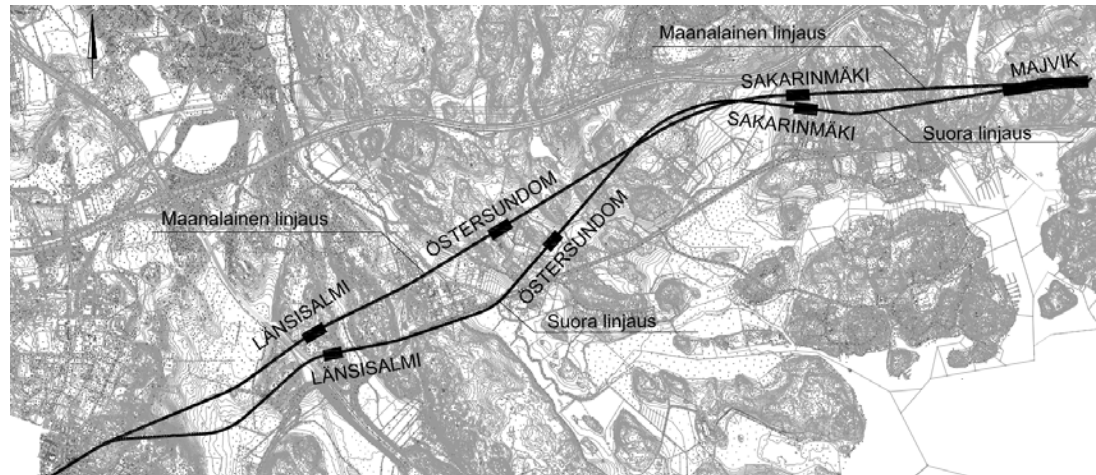 Maanalainen linjaus
MAJVIK
SAKARINMÄKI
SAKARINMÄKI
Suora linjaus
ÖSTERSUNDOM
Maanalainen linjaus
ÖSTERSUNDOM
LÄNSISALMI
Suora linjaus
LÄNSISALMI